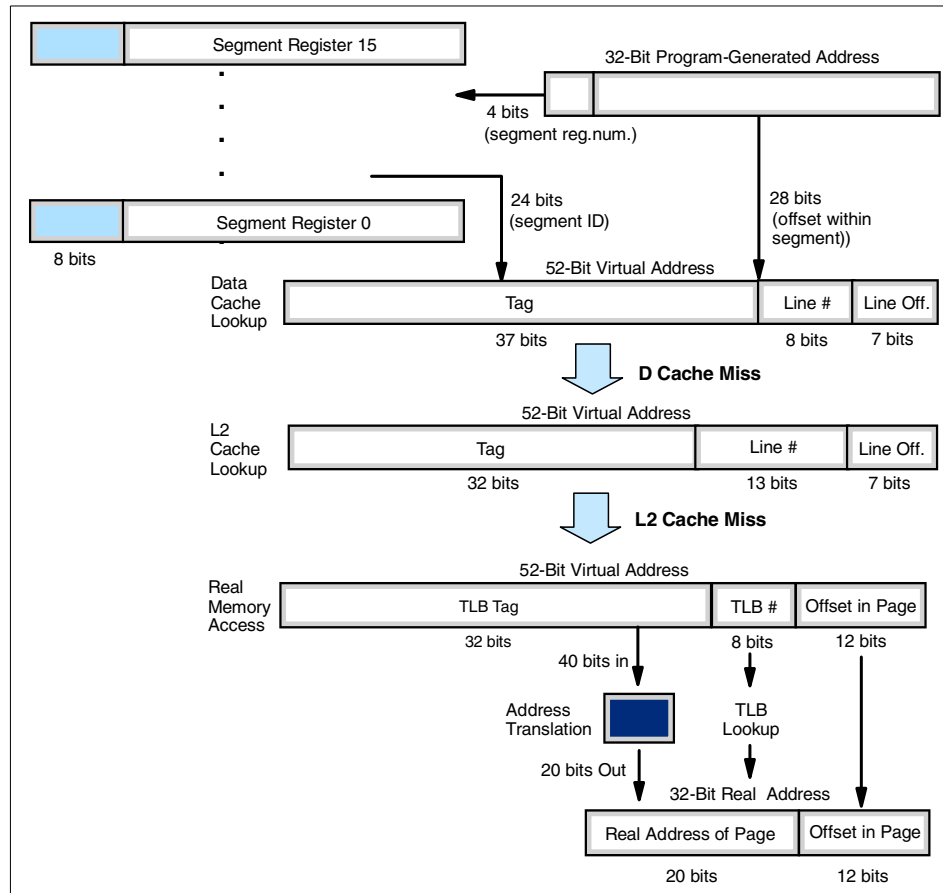 Segment Register 15
32-Bit Program-Generated Address
4 bits
(segment reg.num.)
24 bits
(segment ID)
28 bits
(offset within
segment))
Segment Register 0
8 bits
52-Bit Virtual Address
Data
Cache
Lookup
Tag
Line #
Line Off.
37 bits
8 bits
7 bits
D Cache Miss
52-Bit Virtual Address
L2
Cache
Lookup
Tag
Line #
Line Off.
32 bits
13 bits
7 bits
L2 Cache Miss
52-Bit Virtual Address
Real
Memory
Access
TLB Tag
TLB #
Offset in Page
32 bits
8 bits
12 bits
40 bits in
Address
Translation
TLB
Lookup
20 bits Out
32-Bit Real Address
Real Address of Page
Offset in Page
20 bits
12 bits